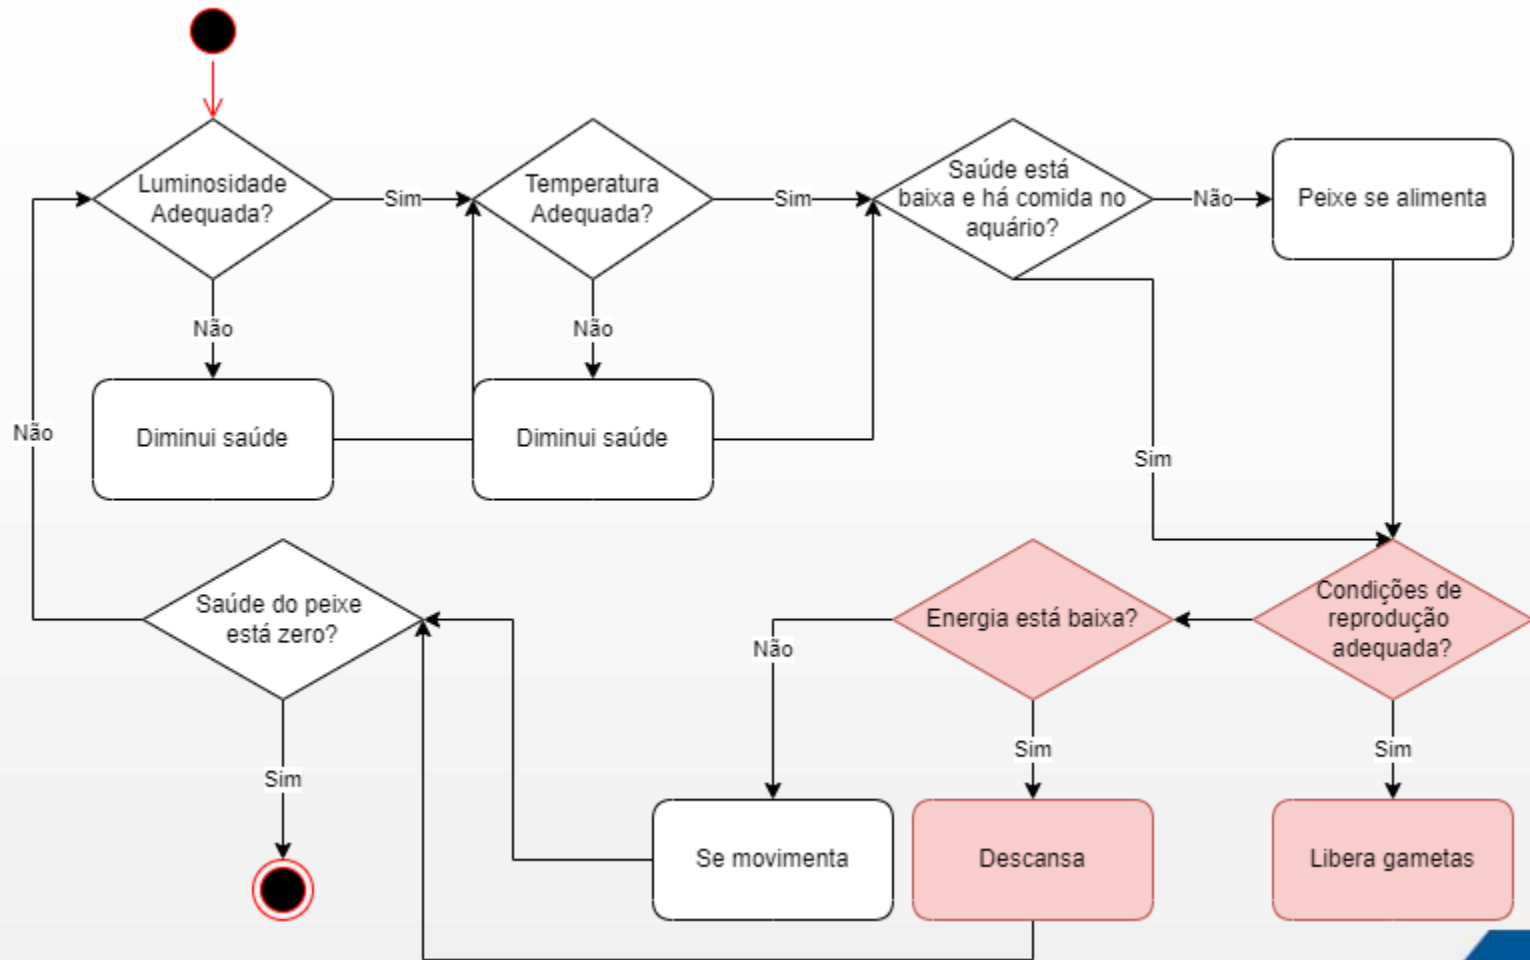 Luminosidade
Adequada?
Sim
Temperatura
Adequada?
Sim
Saúde está
baixa e há comida no
aquário?
Não
Peixe se alimenta
Não
Não
Diminui saúde
Diminui saúde
Não
Sim
Saúde do peixe
está zero?
Energia está baixa?
Condições de
reprodução
adequada?
Não
Sim
Sim
Sim
Se movimenta
Descansa
Libera gametas